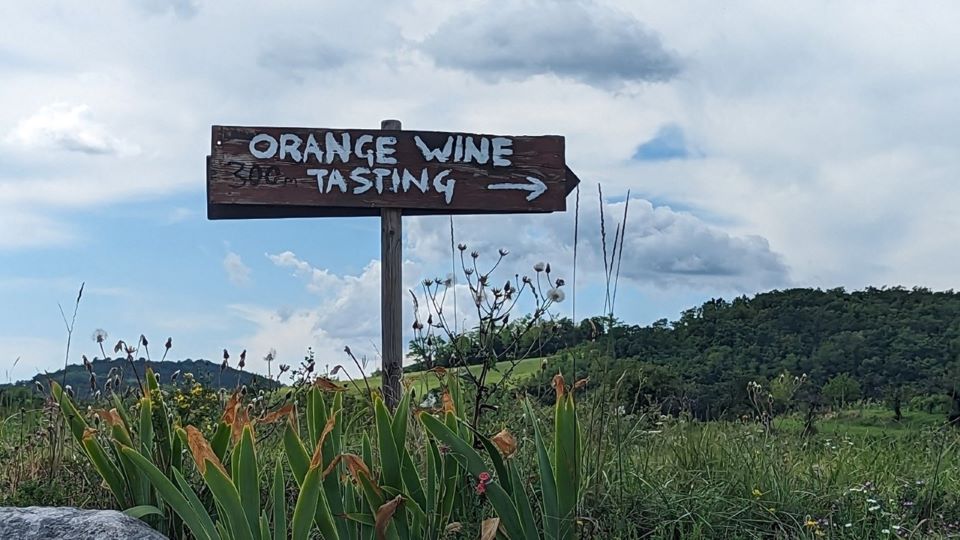 ORANGE WINE
300m TASTING →